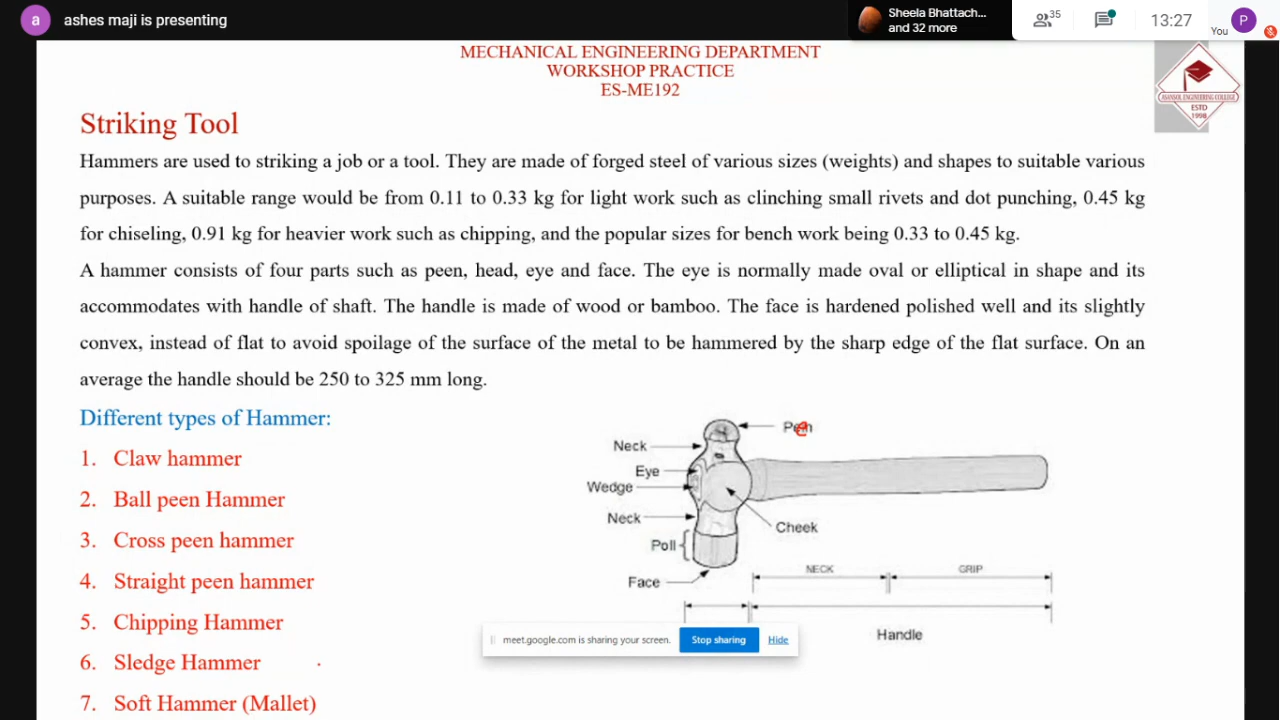 a ashes maji is presenting
Sheela Bhattach...
and 32 more
35
13:27
You
P
MECHANICAL ENGINEERING DEPARTMENT
WORKSHOP PRACTICE
ES-ME192
ASANSOL ENGINEERING COLLEGE
ESTD
1998
Striking Tool
Hammers are used to striking a job or a tool. They are made of forged steel of various sizes (weights) and shapes to suitable various
purposes. A suitable range would be from 0.11 to 0.33 kg for light work such as clinching small rivets and dot punching, 0.45 kg
for chiseling, 0.91 kg for heavier work such as chipping, and the popular sizes for bench work being 0.33 to 0.45 kg.
A hammer consists of four parts such as peen, head, eye and face. The eye is normally made oval or elliptical in shape and its
accommodates with handle of shaft. The handle is made of wood or bamboo. The face is hardened polished well and its slightly
convex, instead of flat to avoid spoilage of the surface of the metal to be hammered by the sharp edge of the flat surface. On an
average the handle should be 250 to 325 mm long.
Different types of Hammer:
1. Claw hammer
2. Ball peen Hammer
3. Cross peen hammer
4. Straight peen hammer
5. Chipping Hammer
6. Sledge Hammer
7. Soft Hammer (Mallet)
Neck
Eye
Wedge
Neck
Poll
Face
Cheek
NECK
GRIP
Handle
meet.google.com is sharing your screen.
Stop sharing
Hide